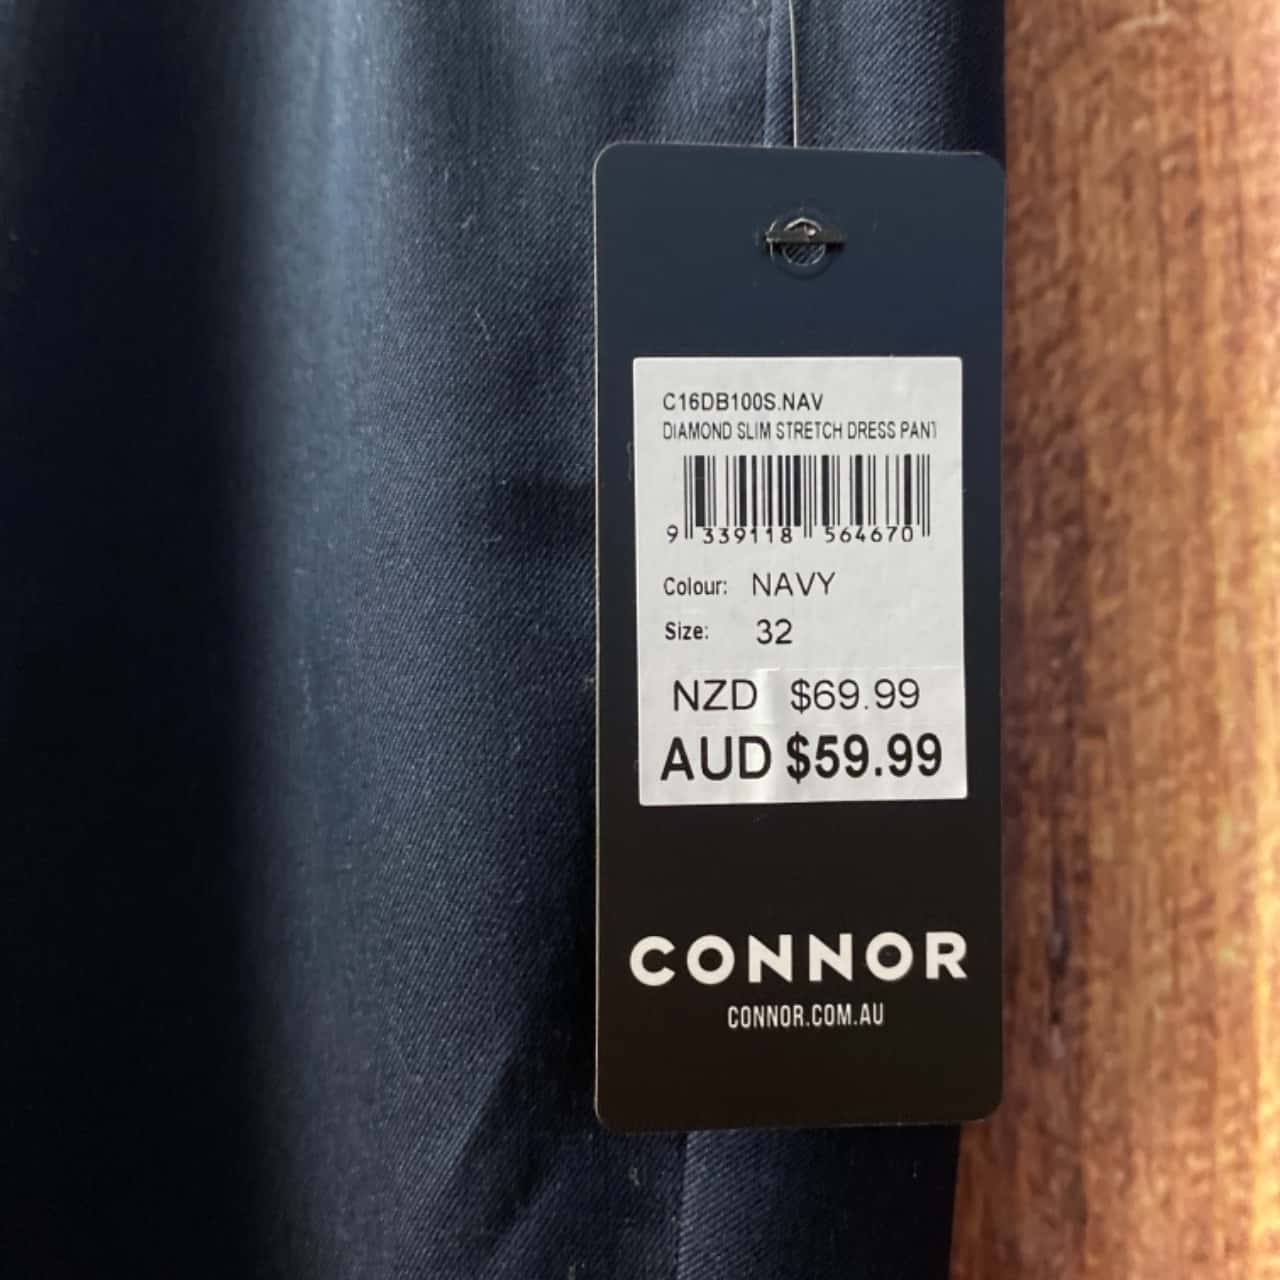 C16DB100S.NAV
DIAMOND SLIM STRETCH DRESS PANT
9 339118 564670
Colour: NAVY
Size: 32
NZD $69.99
AUD $59.99
CONNOR
CONNOR.COM.AU